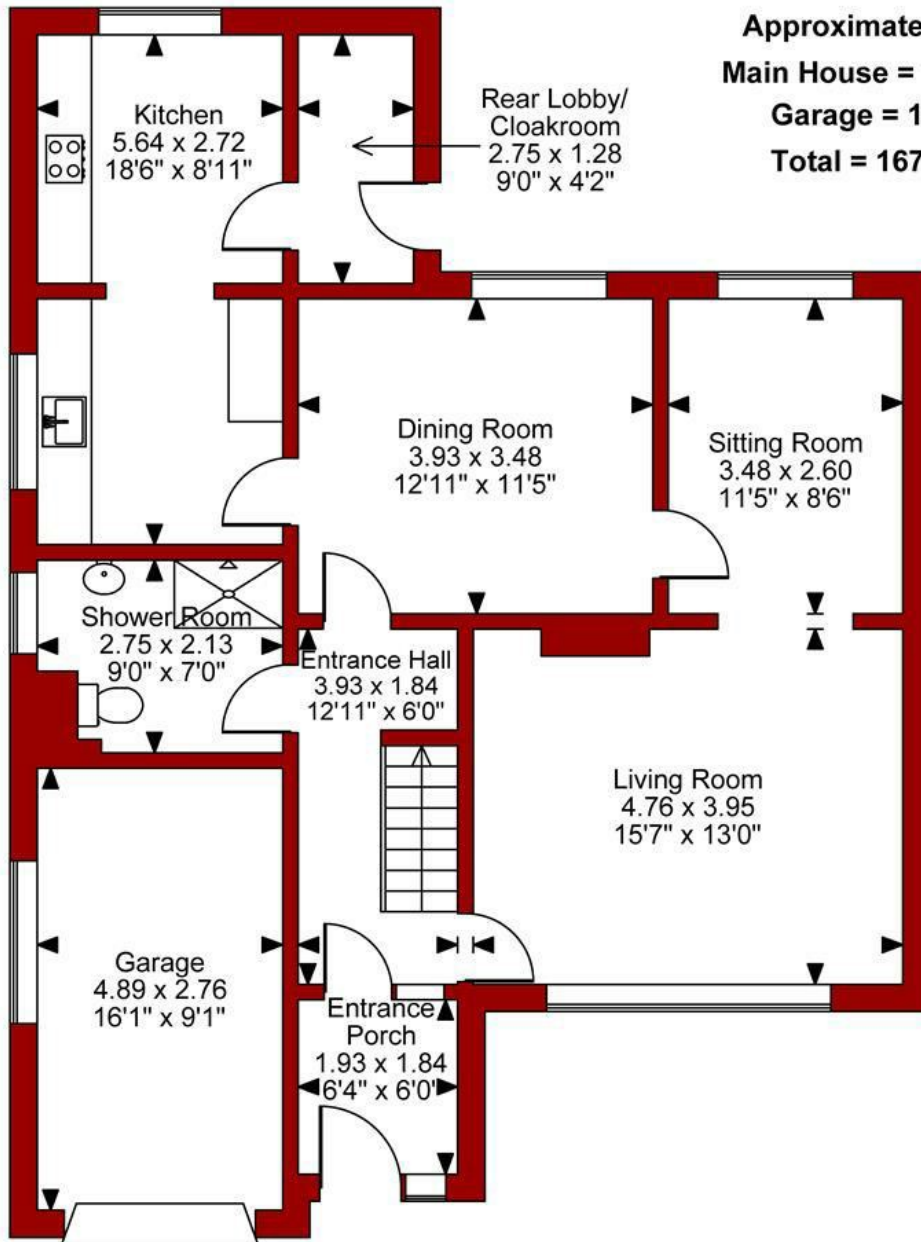 Approximate
Main House =
Garage = 1
Total = 167
Kitchen
5.64 x 2.72
18'6" x 8'11"
Rear Lobby/
Cloakroom
2.75 x 1.28
9'0" x 4'2"
Dining Room
3.93 x 3.48
12'11" x 11'5"
Sitting Room
3.48 x 2.60
11'5" x 8'6"
Shower Room
2.75 x 2.13
9'0" x 7'0"
Entrance Hall
3.93 x 1.84
12'11" x 6'0"
Living Room
4.76 x 3.95
15'7" x 13'0"
Garage
4.89 x 2.76
16'1" x 9'1"
Entrance
Porch
1.93 x 1.84
6'4" x 6'0"